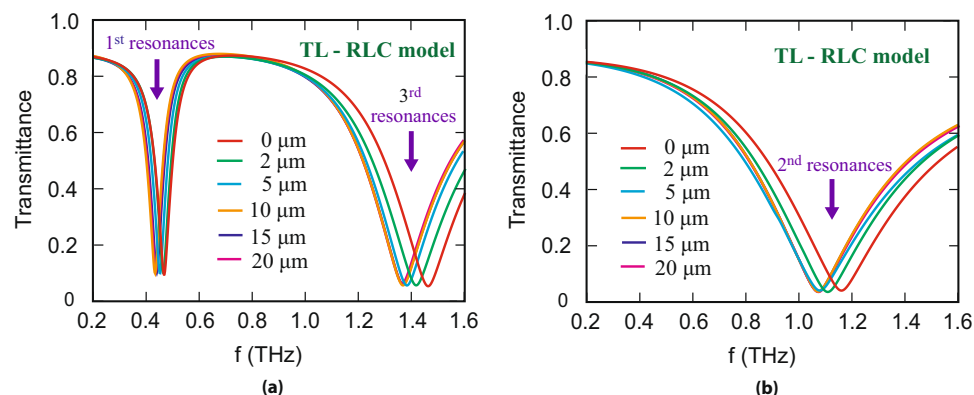 1st resonances
TL - RLC model
3rd
resonances
0 μm
2 μm
5 μm
10 μm
15 μm
20 μm
Transmittance
1
0.8
0.6
0.4
0.2
0
0.2 0.4 0.6 0.8 1.0 1.2 1.4 1.6
f (THz)
(a)
TL - RLC model
2nd resonances
0 μm
2 μm
5 μm
10 μm
15 μm
20 μm
Transmittance
1
0.8
0.6
0.4
0.2
0
0.2 0.4 0.6 0.8 1.0 1.2 1.4 1.6
f (THz)
(b)